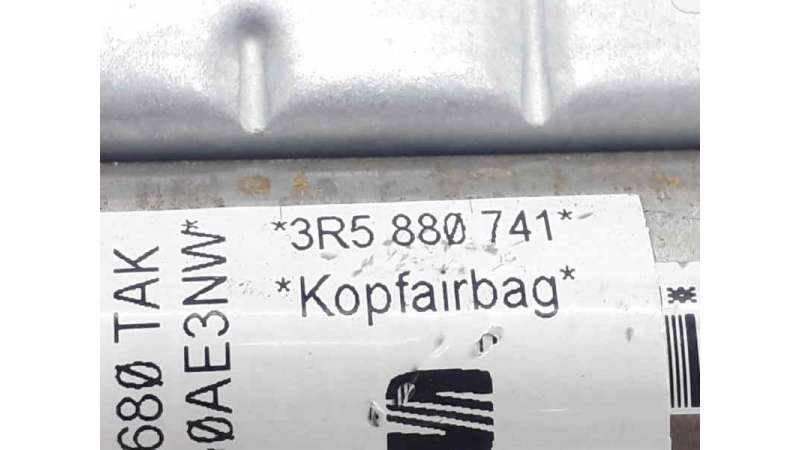 *3R5 880 741*
*Kopfairbag*
680 TAK
0AE3NW*